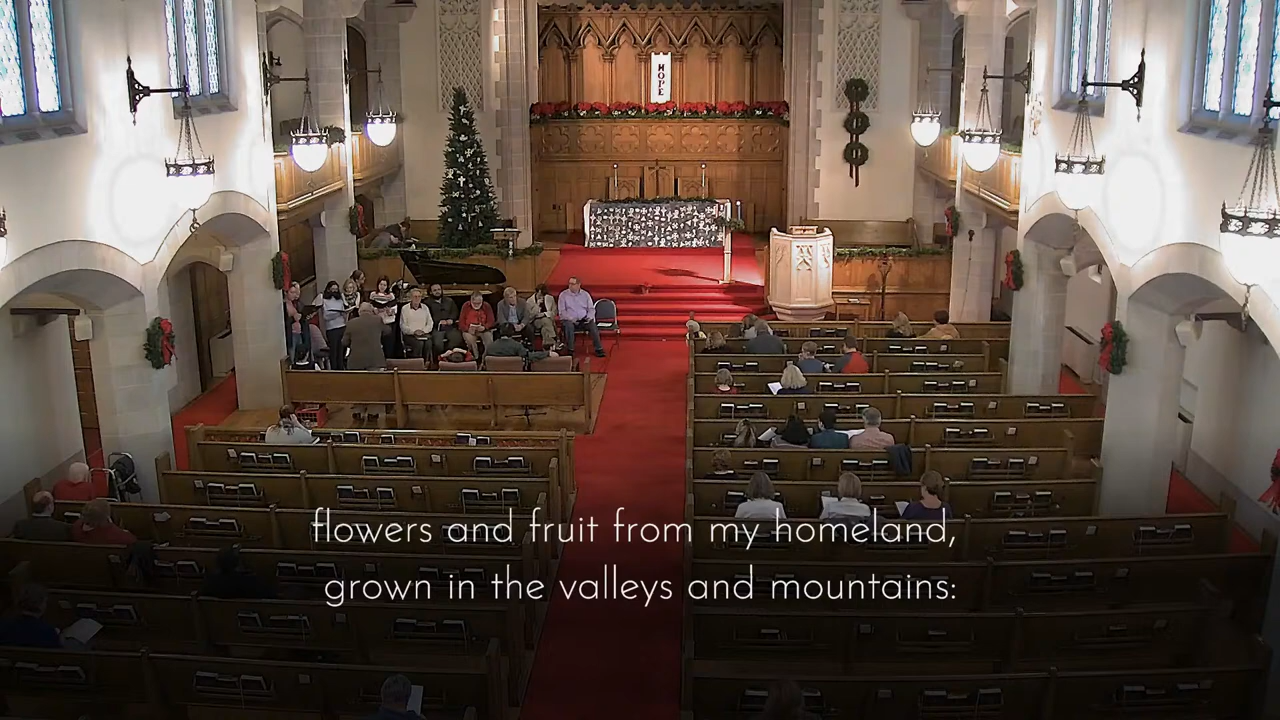 HOPE
flowers and fruit from my homeland,
grown in the valleys and mountains: